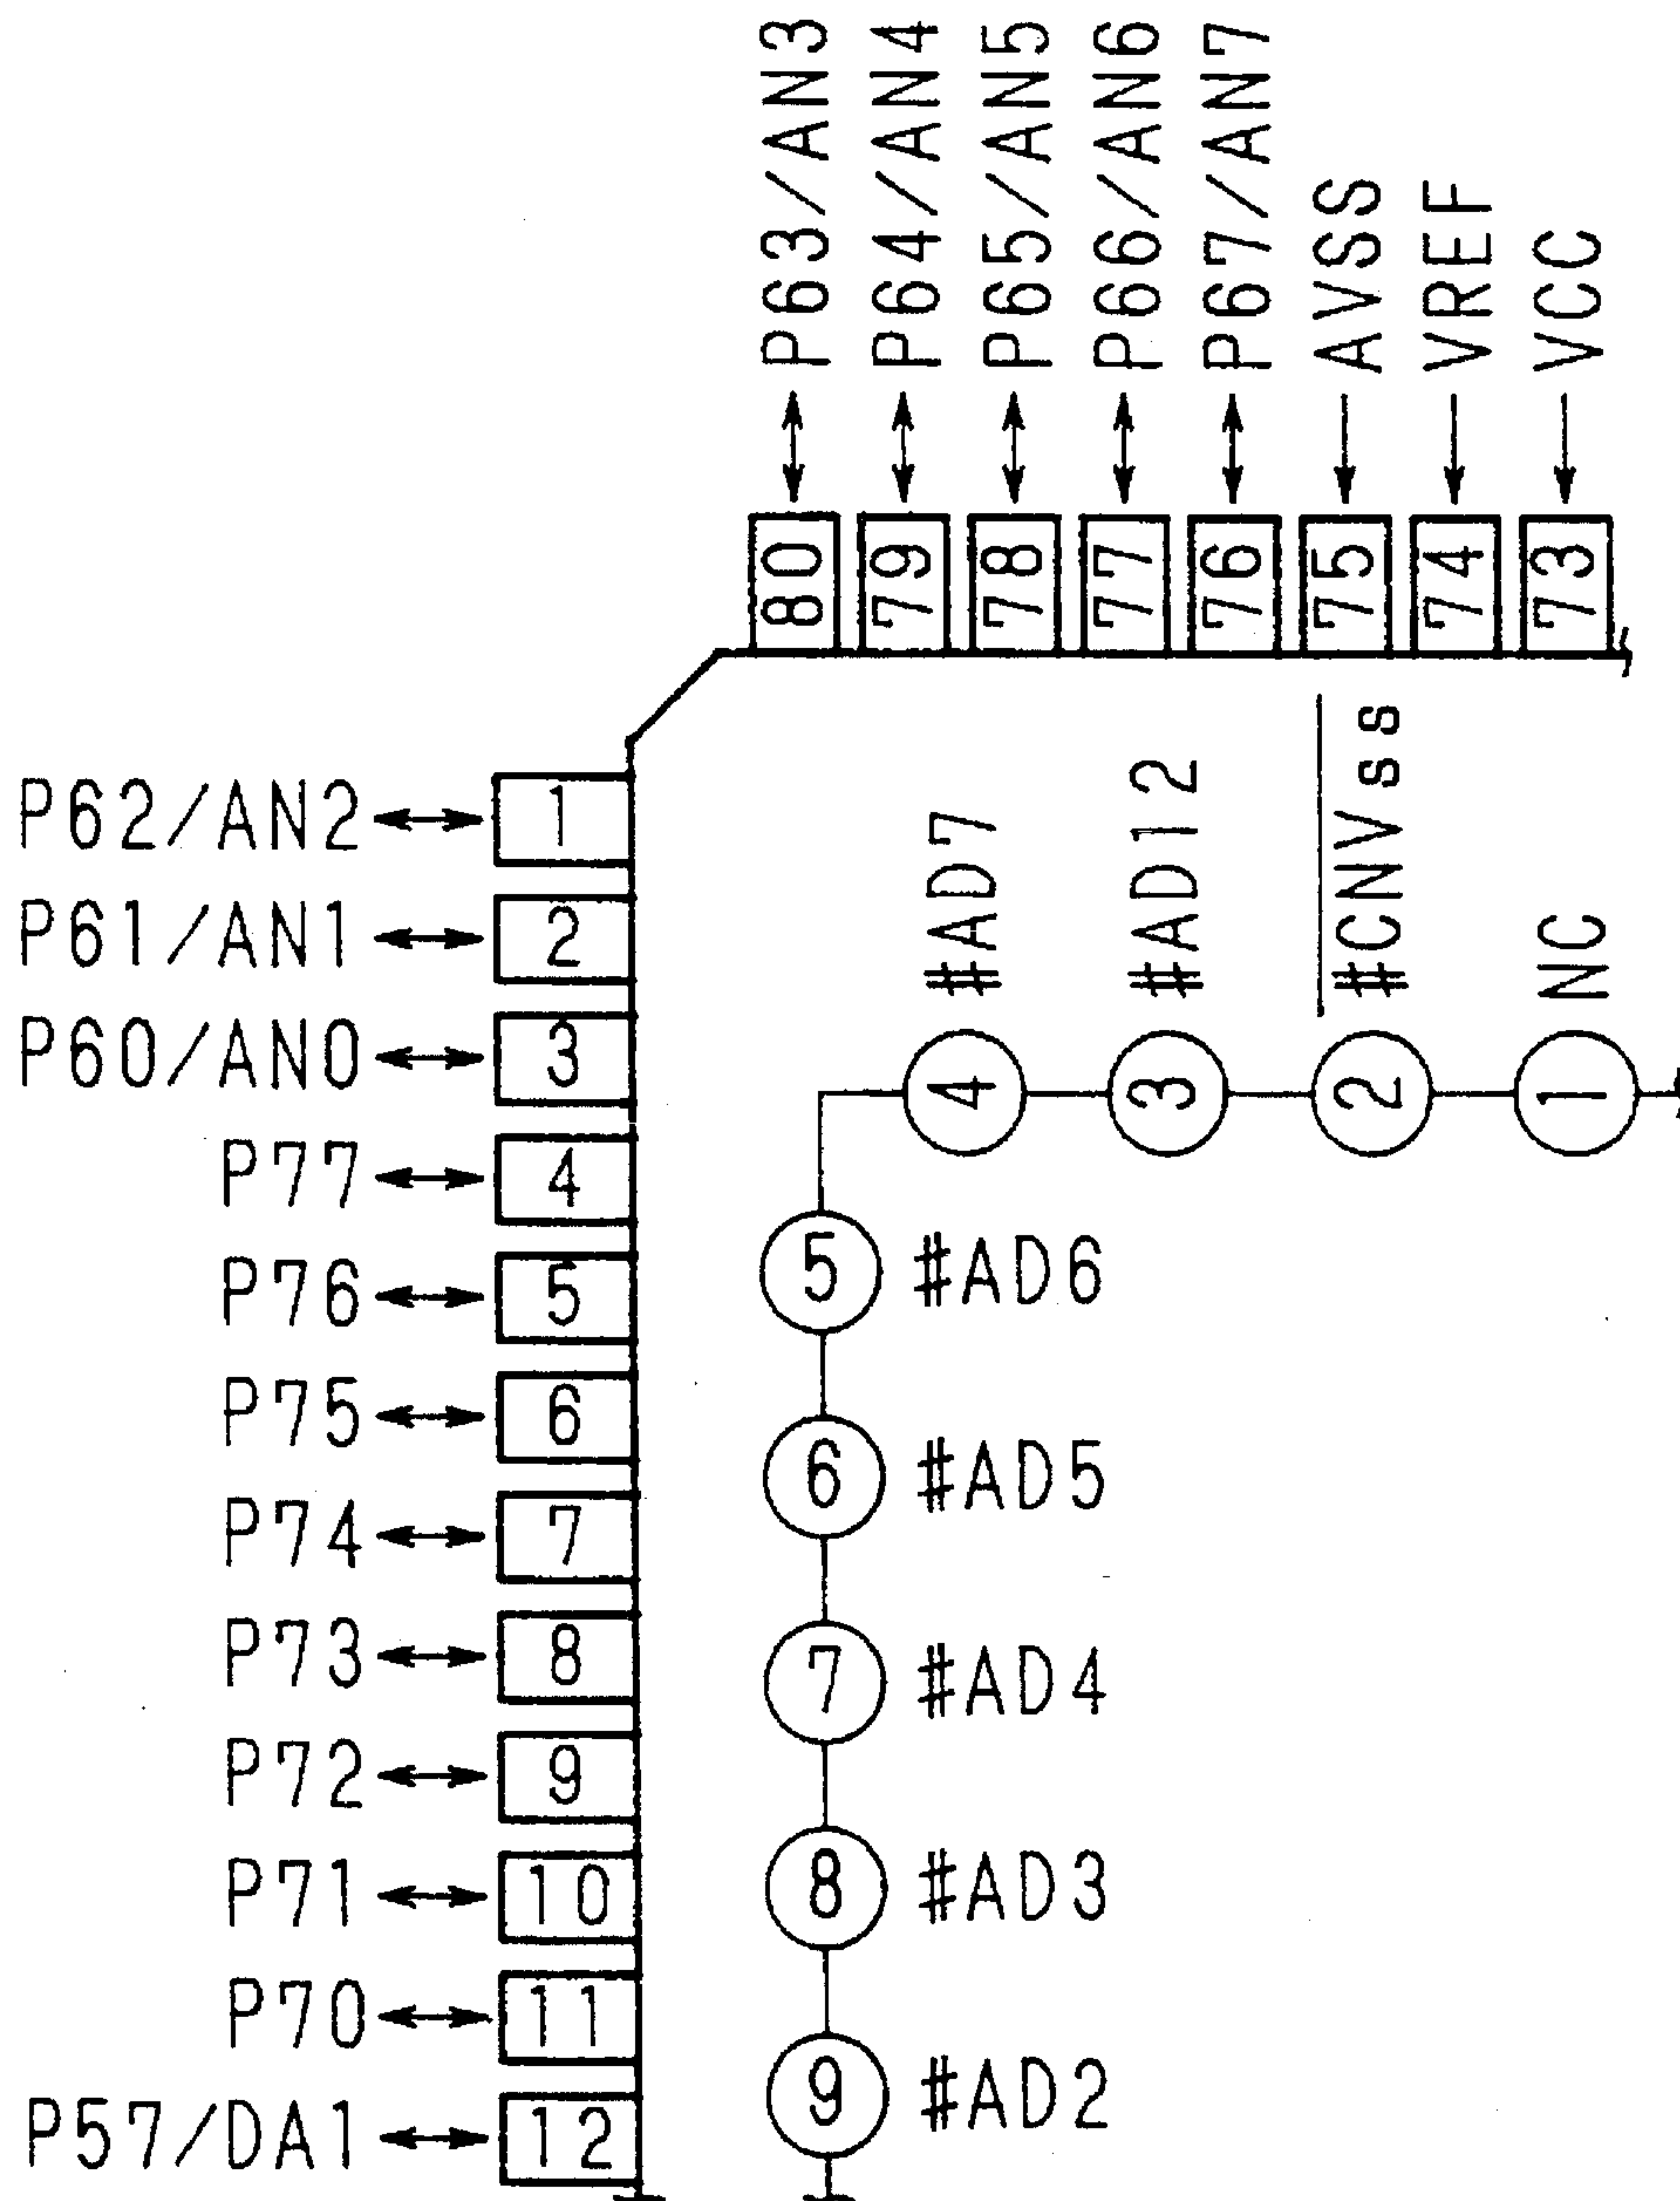 P63/AN3
P64/AN4
P65/AN5
P66/AN6
P67/AN7
AVSS
VREF
VCC
80
79
78
77
76
75
74
73
P62/AN2
1
P61/AN1
2
P60/AN0
3
P77
4
P76
5
P75
6
P74
7
P73
8
P72
9
P71
10
P70
11
P57/DA1
12
#AD7
#AD12
#CNVss
NC
4
3
2
1
5 #AD6
6 #AD5
7 #AD4
8 #AD3
9 #AD2